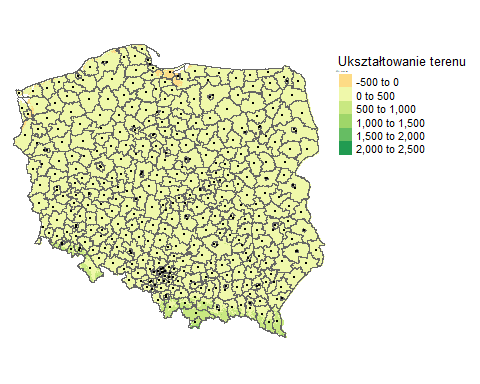 Ukształtowanie terenu
-500 to 0
0 to 500
500 to 1,000
1,000 to 1,500
1,500 to 2,000
2,000 to 2,500